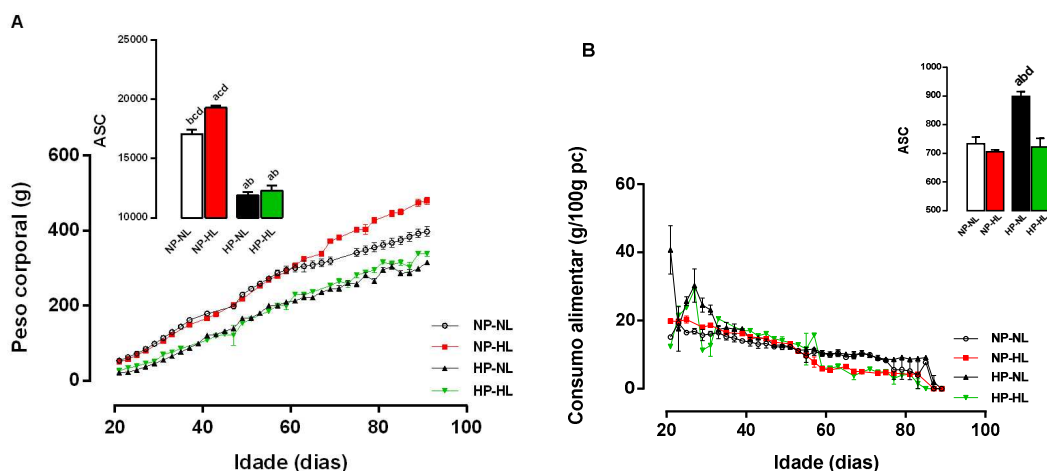 A
25000
20000
15000
10000
ASC
bcd
acd
ab
ab
NP-NL
NP-HL
HP-NL
HP-HL
600
400
200
0
Peso corporal (g)
NP-NL
NP-HL
HP-NL
HP-HL
20 40 60 80 100
Idade (dias)
B
1000
900
800
700
600
500
ASC
abd
NP-NL
NP-HL
HP-NL
HP-HL
60
40
20
0
Consumo alimentar (g/100g pc)
NP-NL
NP-HL
HP-NL
HP-HL
20 40 60 80 100
Idade (dias)